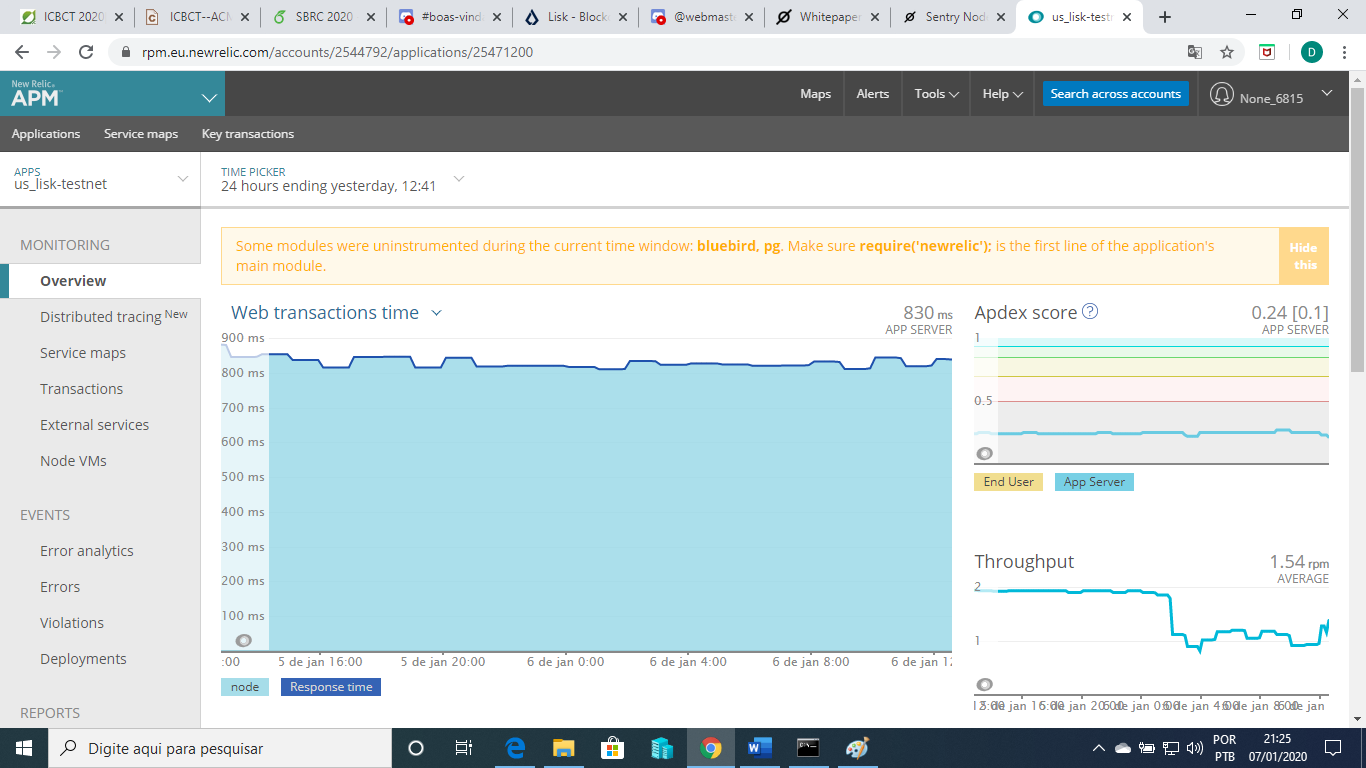 ICBCT 2020
ICBCT--ACM
SBRC 2020
#boas-vind
Lisk - Block
@webmaste
Whitepaper
Sentry Node
us_lisk-testn
rpm.eu.newrelic.com/accounts/2544792/applications/25471200
D
New Relic
APM
Maps
Alerts
Tools
Help
Search across accounts
None_6815
Applications
Service maps
Key transactions
APPS
us_lisk-testnet
TIME PICKER
24 hours ending yesterday, 12:41
MONITORING
Overview
Distributed tracing New
Service maps
Transactions
External services
Node VMs
EVENTS
Error analytics
Errors
Violations
Deployments
REPORTS
Some modules were uninstrumented during the current time window: bluebird, pg. Make sure require('newrelic'); is the first line of the application's
main module.
Hide
this
Web transactions time
830 ms
APP SERVER
900 ms
800 ms
700 ms
600 ms
500 ms
400 ms
300 ms
200 ms
100 ms
:00
5 de jan 16:00
5 de jan 20:00
6 de jan 0:00
6 de jan 4:00
6 de jan 8:00
6 de jan 12
node
Response time
Apdex score ?
0.24 [0.1]
APP SERVER
1
0.5
End User
App Server
Throughput
1.54 rpm
AVERAGE
2
1
Digite aqui para pesquisar
POR
PTB
21:25
07/01/2020